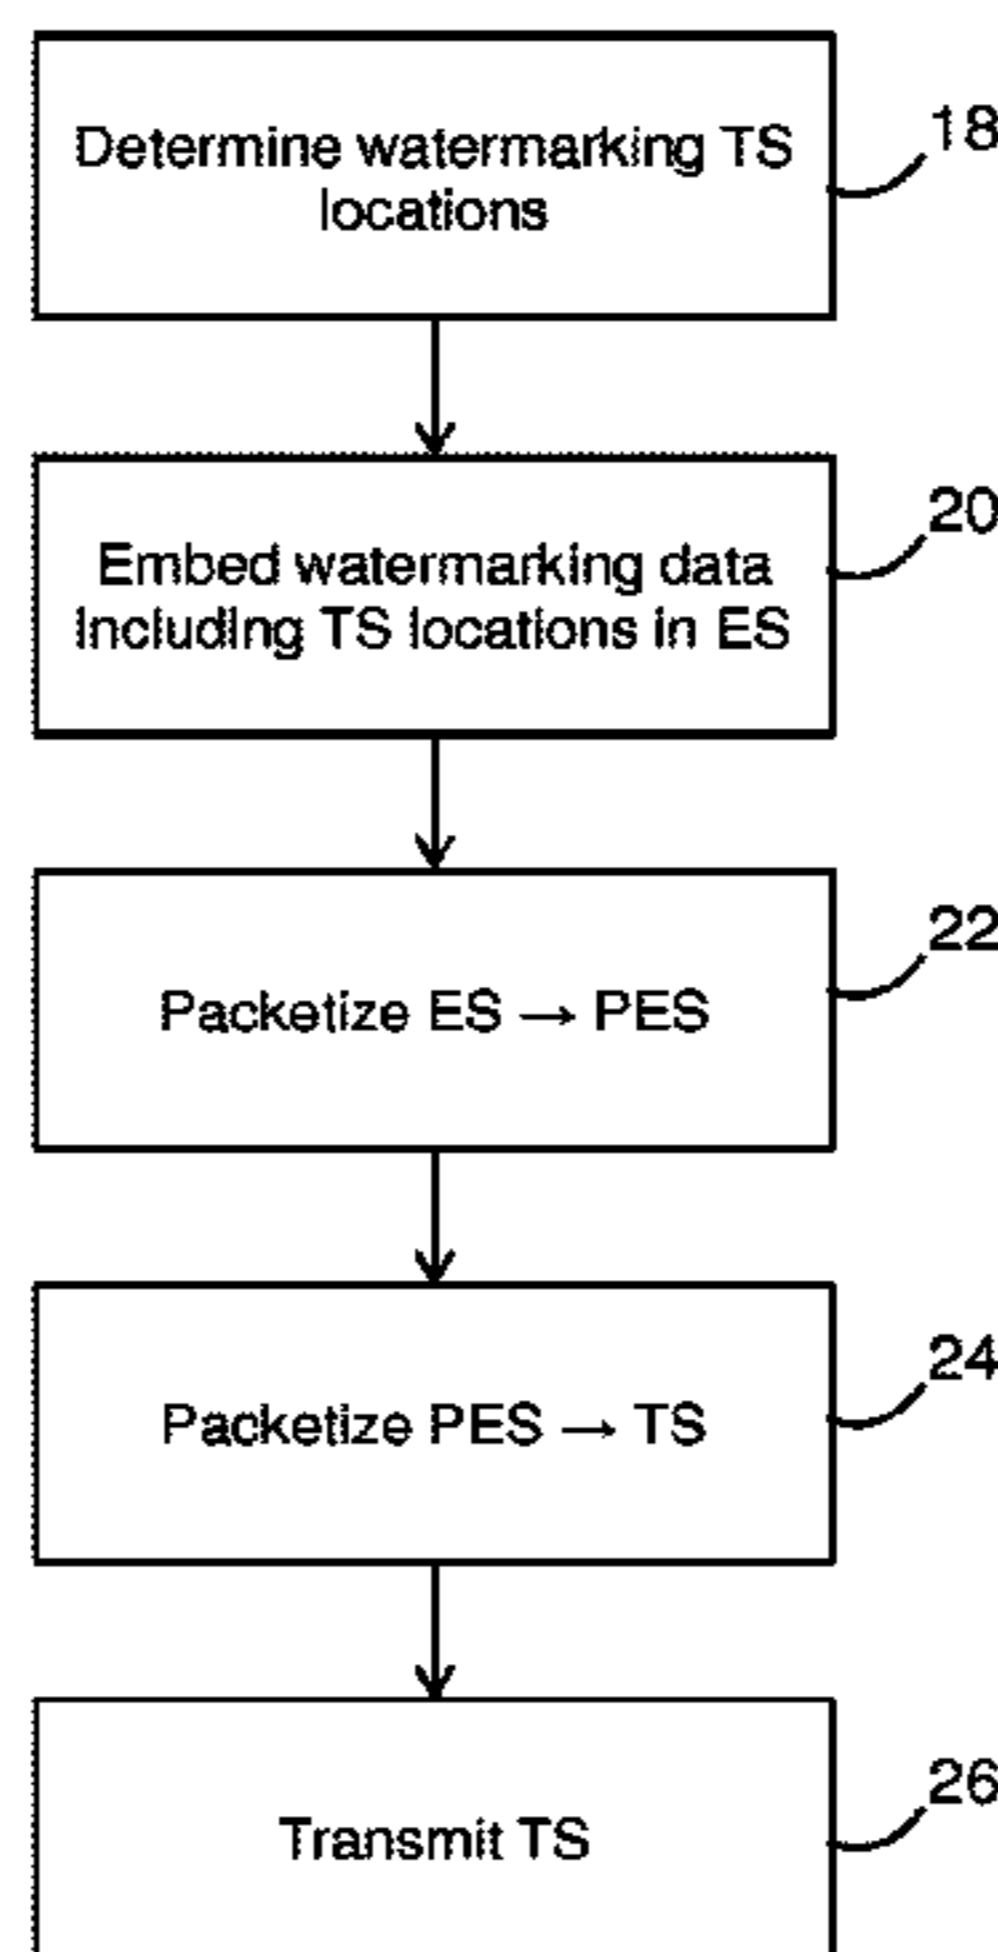 Determine watermarking TS
locations
18
Embed watermarking data
including TS locations in ES
20
Packetize ES → PES
22
Packetize PES → TS
24
Transmit TS
26